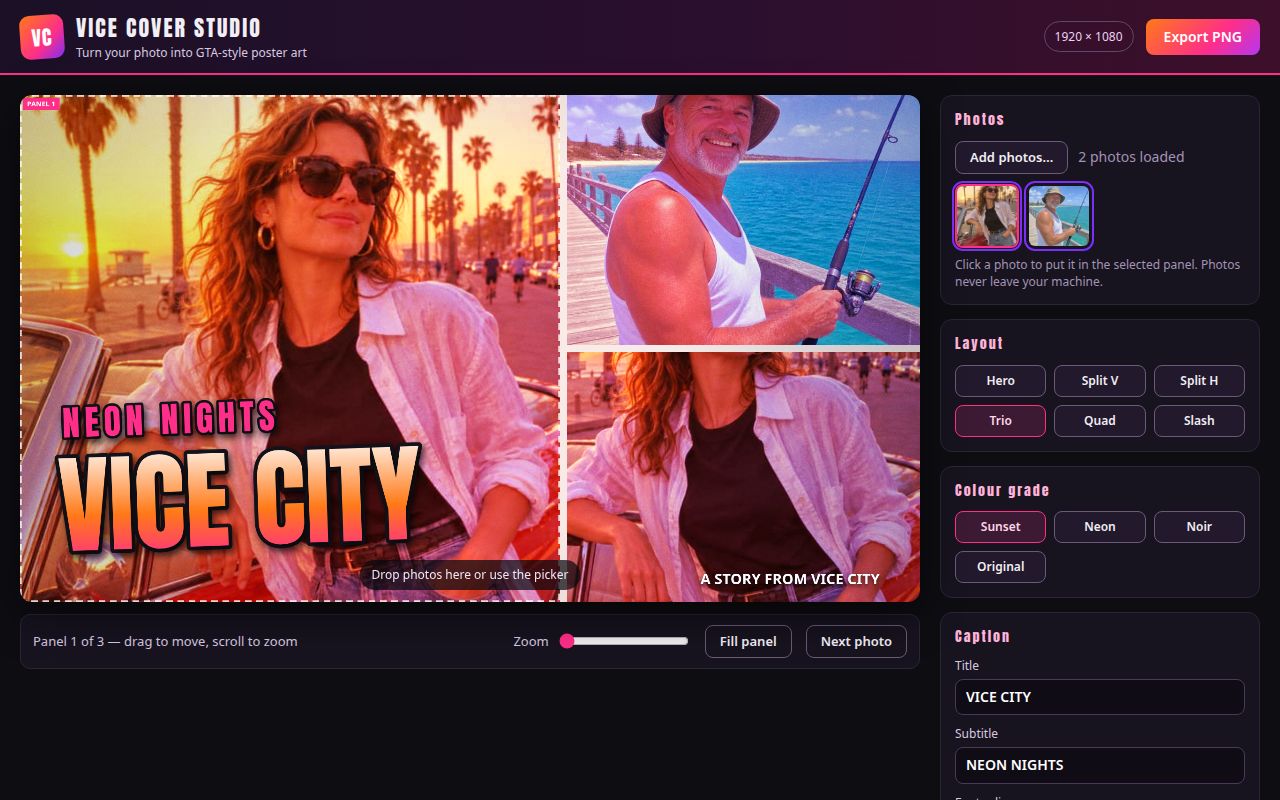 VC
VICE COVER STUDIO
Turn your photo into GTA-style poster art
1920 × 1080
Export PNG
PANEL 1
NEON NIGHTS
VICE CITY
Drop photos here or use the picker
A STORY FROM VICE CITY
Panel 1 of 3 — drag to move, scroll to zoom
Zoom
Fill panel
Next photo
Photos
Add photos...
2 photos loaded
Click a photo to put it in the selected panel. Photos
never leave your machine.
Layout
Hero
Split V
Split H
Trio
Quad
Slash
Colour grade
Sunset
Neon
Noir
Original
Caption
Title
VICE CITY
Subtitle
NEON NIGHTS